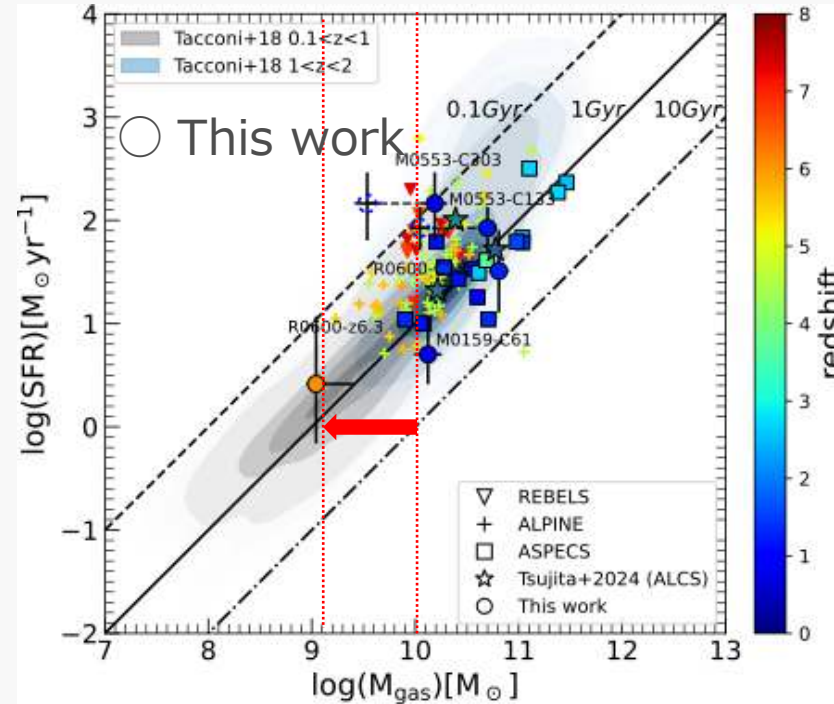 4
3
2
1
0
−1
−2
log(SFR)[M⊙ yr⁻¹]
Tacconi+18 0.1<z<1
Tacconi+18 1<z<2
○ This work
0.1Gyr
1Gyr
10Gyr
M0553-C303
M0553-C133
R0600-
R0600-z6.3
M0159-C61
▽ REBELS
+ ALPINE
□ ASPECS
☆ Tsujita+2024 (ALCS)
○ This work
7 8 9 10 11 12 13
log(Mgas)[M⊙]
8
7
6
5
4
3
2
1
0
redshift